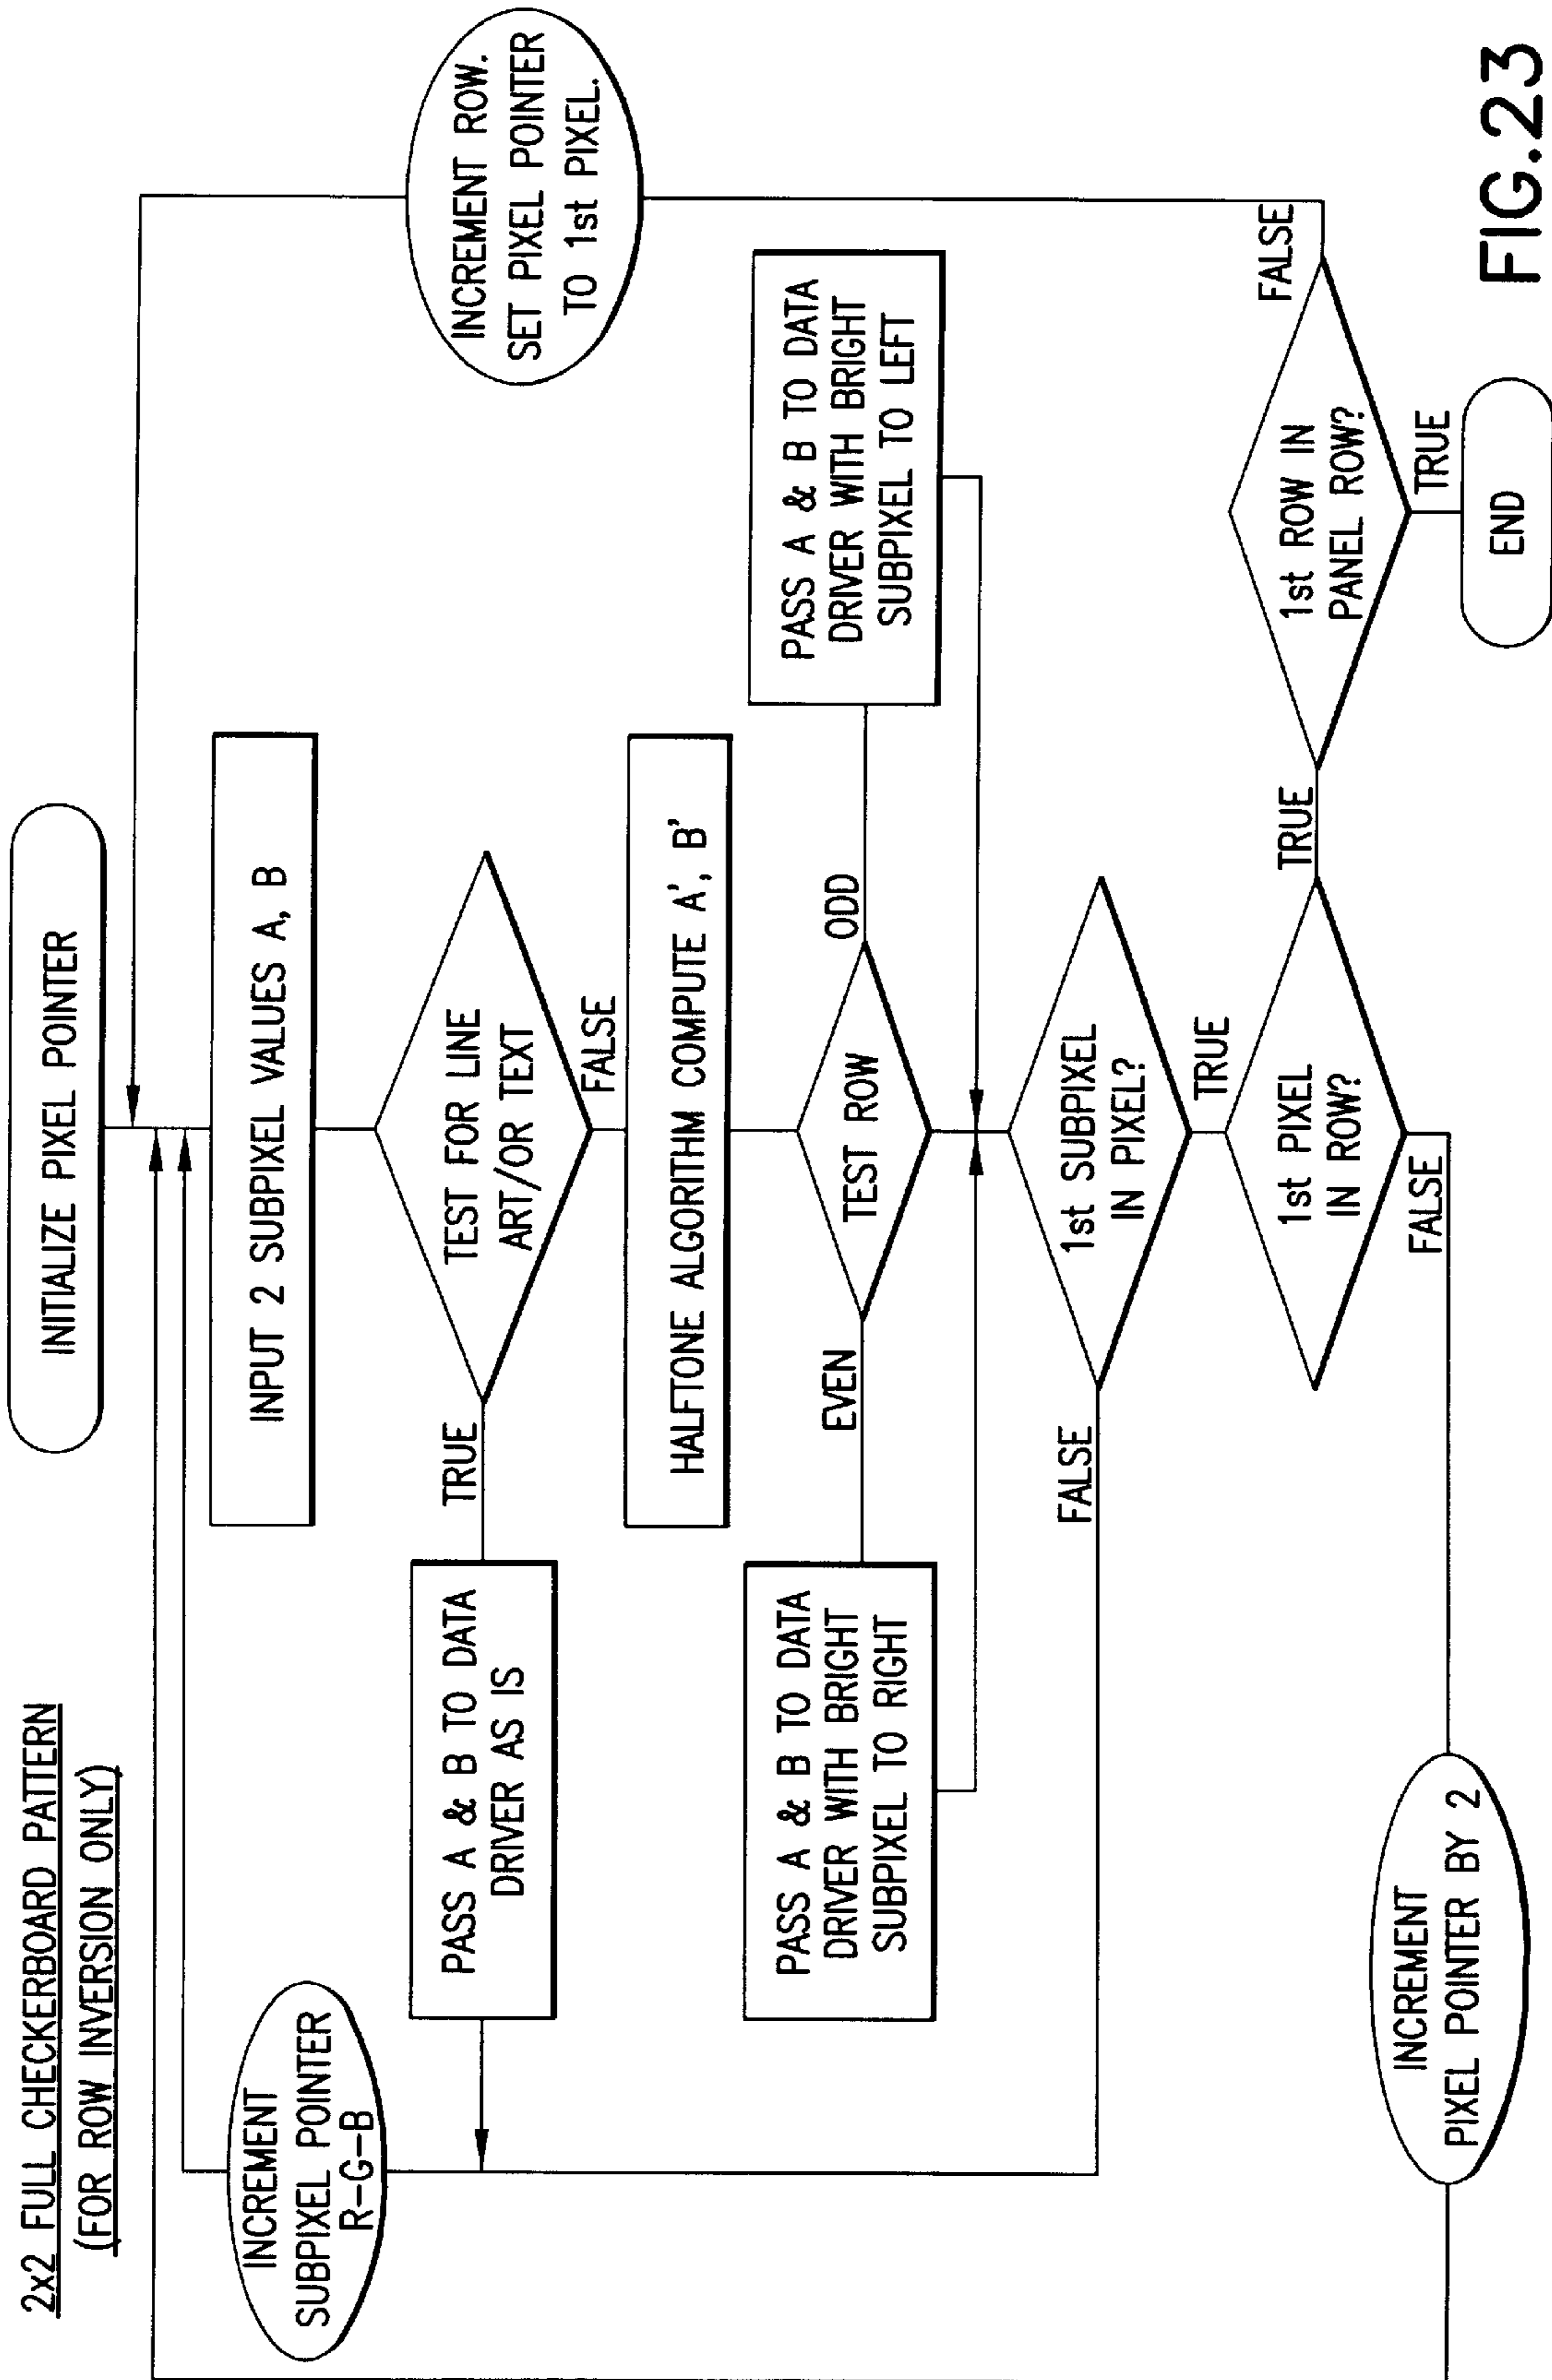 2x2 FULL CHECKERBOARD PATTERN
(FOR ROW INVERSION ONLY)
INITIALIZE PIXEL POINTER
INPUT 2 SUBPIXEL VALUES A, B
INCREMENT
SUBPIXEL POINTER
R-G-B
TEST FOR LINE
ART/OR TEXT
TRUE
FALSE
PASS A & B TO DATA
DRIVER AS IS
INCREMENT ROW.
SET PIXEL POINTER
TO 1st PIXEL.
HALFTONE ALGORITHM COMPUTE A', B'
TEST ROW
EVEN
ODD
PASS A & B TO DATA
DRIVER WITH BRIGHT
SUBPIXEL TO RIGHT
PASS A & B TO DATA
DRIVER WITH BRIGHT
SUBPIXEL TO LEFT
1st SUBPIXEL
IN PIXEL?
FALSE
TRUE
1st PIXEL
IN ROW?
TRUE
FALSE
1st ROW IN
PANEL ROW?
FALSE
TRUE
INCREMENT
PIXEL POINTER BY 2
END
FIG.23